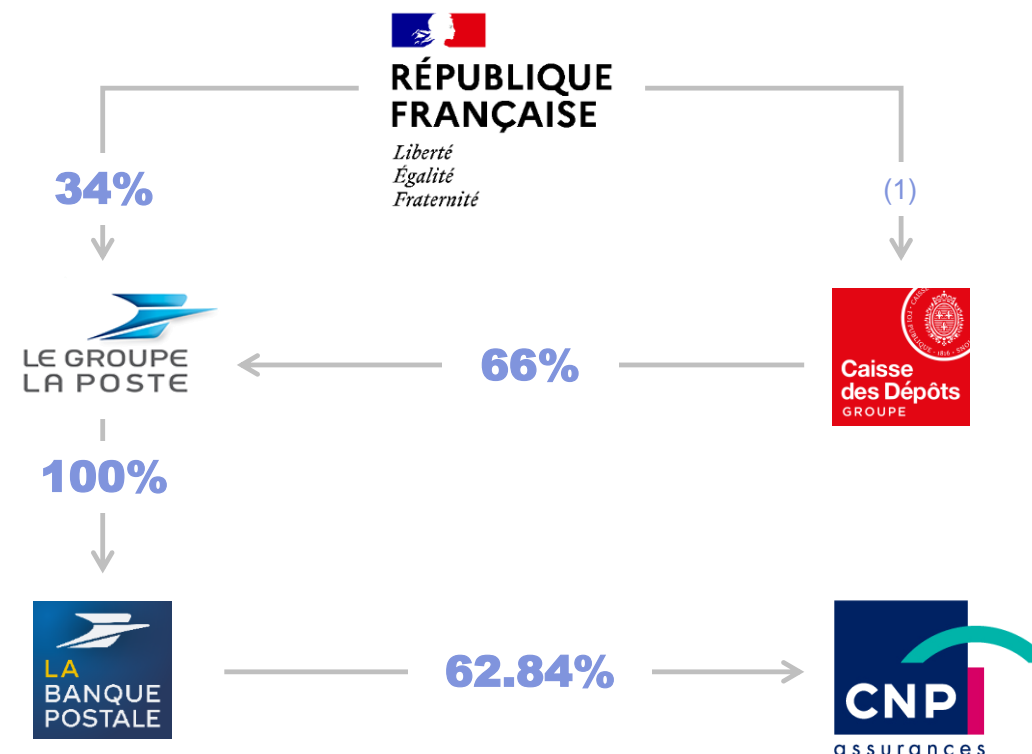 RÉPUBLIQUE
FRANÇAISE
Liberté
Égalité
Fraternité
34%
(1)
LE GROUPE
LA POSTE
66%
Caisse
des Dépôts
GROUPE
100%
LA
BANQUE
POSTALE
62.84%
CNP
assurances